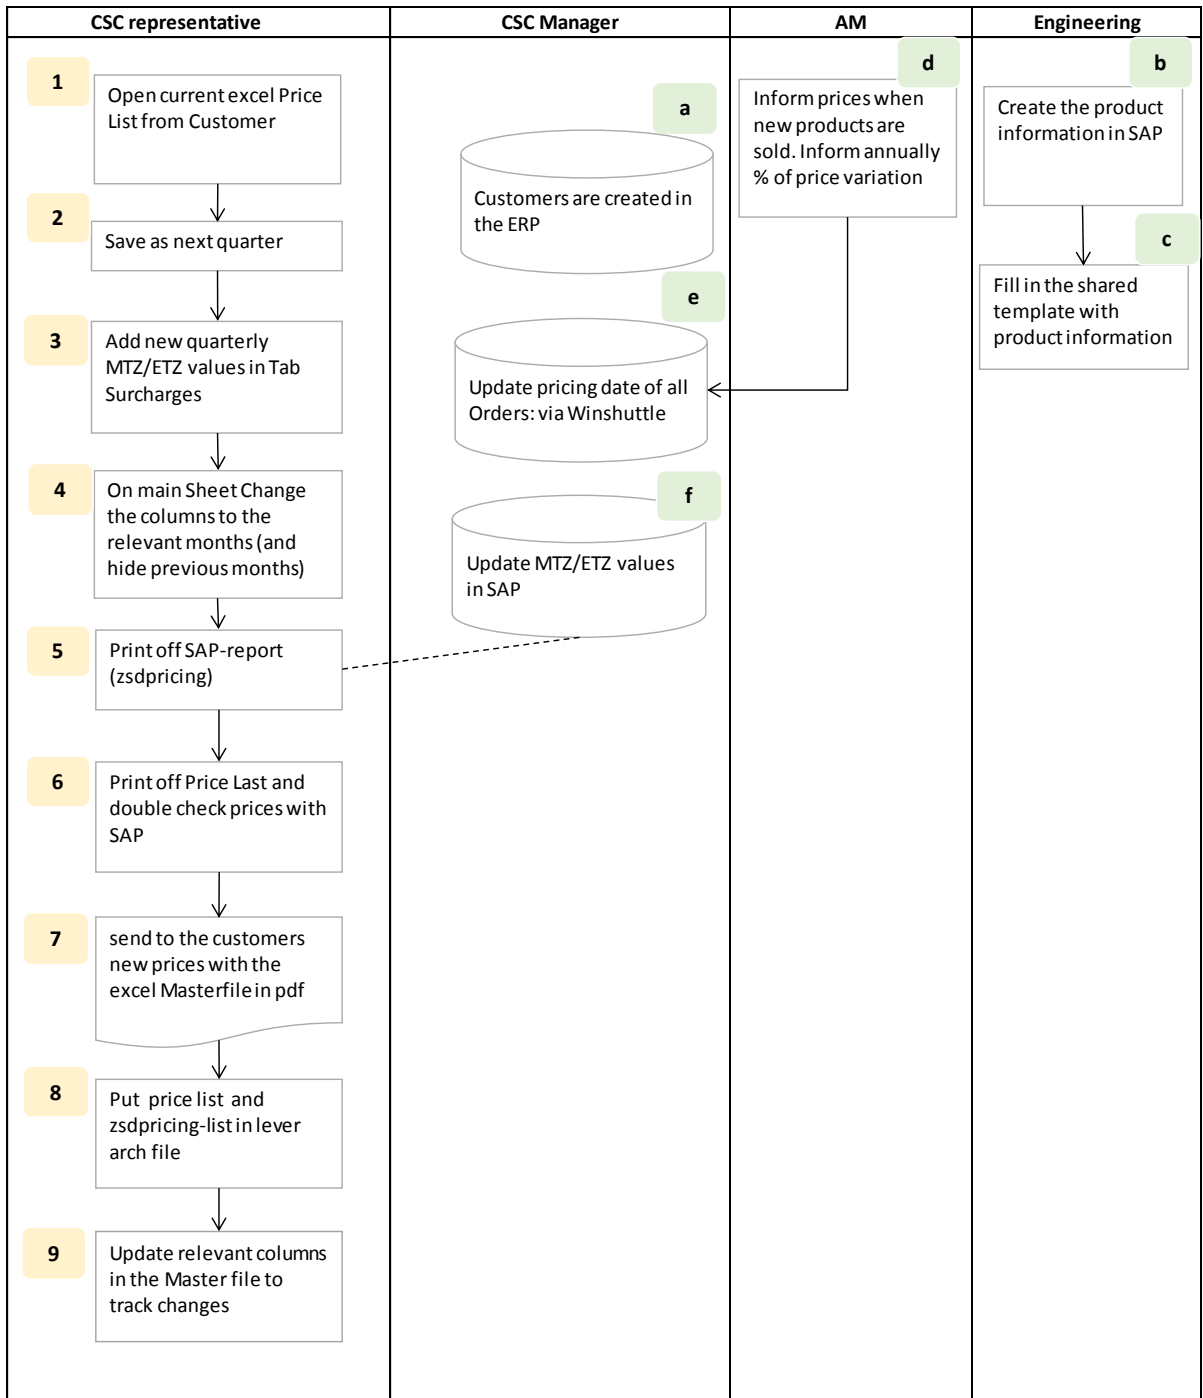 CSC representative
CSC Manager
AM
Engineering
1
Open current excel Price
List from Customer
2
Save as next quarter
3
Add new quarterly
MTZ/ETZ values in Tab
Surcharges
4
On main Sheet Change
the columns to the
relevant months (and
hide previous months)
5
Print off SAP-report
(zsdpricing)
6
Print off Price Last and
double check prices with
SAP
7
send to the customers
new prices with the
excel Masterfile in pdf
8
Put price list and
zsdpricing-list in lever
arch file
9
Update relevant columns
in the Master file to
track changes
a
Customers are created in
the ERP
e
Update pricing date of all
Orders: via Winshuttle
f
Update MTZ/ETZ values
in SAP
d
Inform prices when
new products are
sold. Inform annually
% of price variation
b
Create the product
information in SAP
c
Fill in the shared
template with
product information